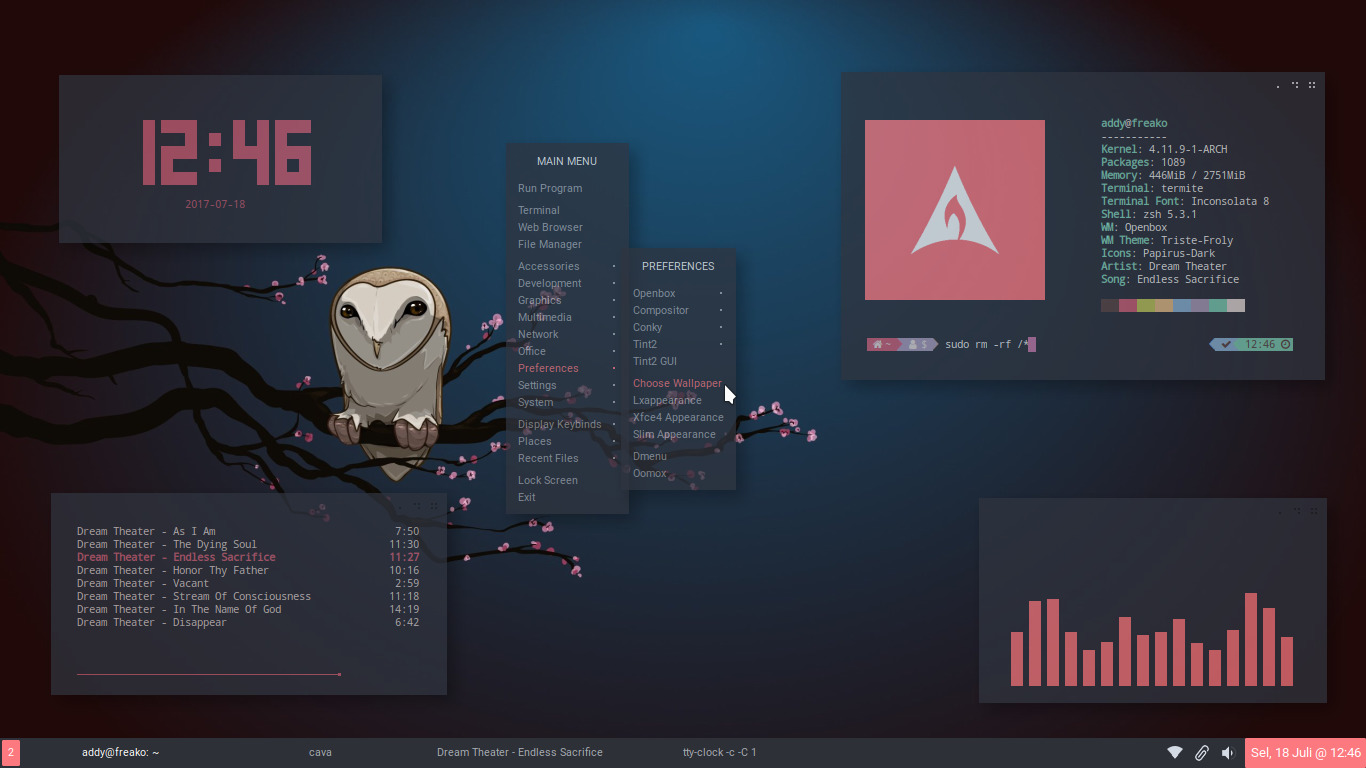 12:46
2017-07-18
MAIN MENU
Run Program
Terminal
Web Browser
File Manager
Accessories
Development
Graphics
Multimedia
Network
Office
Preferences
Settings
System
Display Keybinds
Places
Recent Files
Lock Screen
Exit
PREFERENCES
Openbox
Compositor
Conky
Tint2
Tint2 GUI
Choose Wallpaper
Lxappearance
Xfce4 Appearance
Slim Appearance
Dmenu
Oomox
addy@freako
-----------
Kernel: 4.11.9-1-ARCH
Packages: 1089
Memory: 446MiB / 2751MiB
Terminal: termite
Terminal Font: Inconsolata 8
Shell: zsh 5.3.1
WM: Openbox
WM Theme: Triste-Froly
Icons: Papirus-Dark
Artist: Dream Theater
Song: Endless Sacrifice
~ $ sudo rm -rf /* 12:46
Dream Theater - As I Am 7:50
Dream Theater - The Dying Soul 11:30
Dream Theater - Endless Sacrifice 11:27
Dream Theater - Honor Thy Father 10:16
Dream Theater - Vacant 2:59
Dream Theater - Stream Of Consciousness 11:18
Dream Theater - In The Name Of God 14:19
Dream Theater - Disappear 6:42
2 addy@freako: ~ cava Dream Theater - Endless Sacrifice tty-clock -c -C 1 Sel, 18 Juli @ 12:46